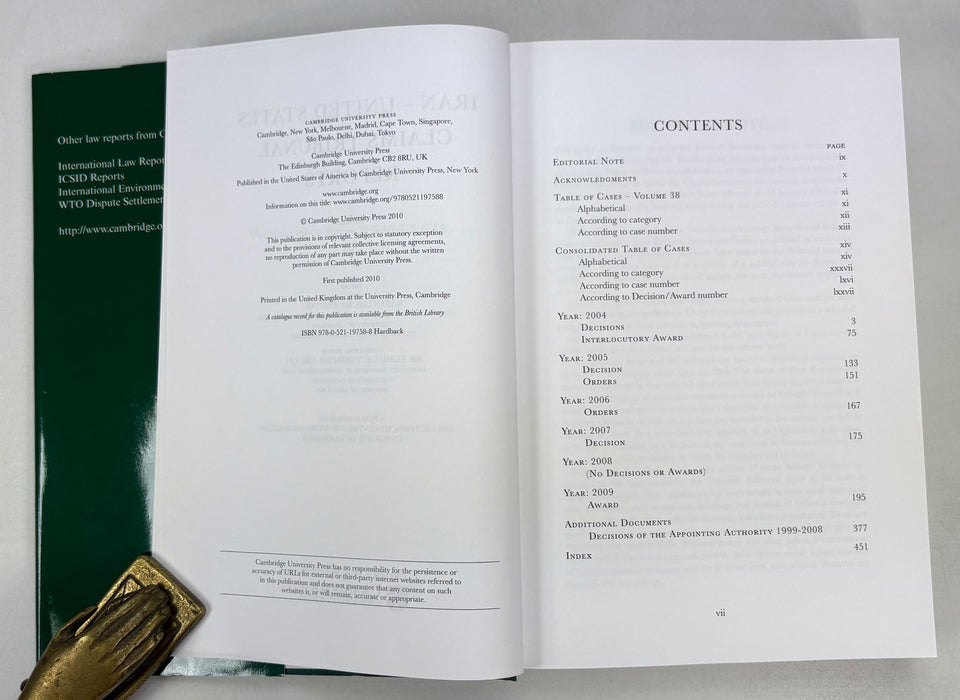 Other law reports from
International Law
ICSID Reports
International
WTO Dispute
IRAN – UNITED STATES
CLAIMS TRIBUNAL
CAMBRIDGE UNIVERSITY PRESS
Cambridge, New York, Melbourne, Madrid, Cape Town, Singapore,
São Paulo, Delhi, Dubai, Tokyo
Cambridge University Press
The Edinburgh Building, Cambridge CB2 8RU, UK
Published in the United States of America by Cambridge University Press, New York
www.cambridge.org
Information on this title: www.cambridge.org/9780521197588
© Cambridge University Press 2010
This publication is in copyright. Subject to statutory exception
and to the provisions of relevant collective licensing agreements,
no reproduction of any part may take place without the written
permission of Cambridge University Press.
First published 2010
Printed in the United Kingdom at the University Press, Cambridge
A catalogue record for this publication is available from the British Library
ISBN 978-0-521-19758-8 Hardback
Cambridge University Press has no responsibility for the persistence or
accuracy of URLs for external or third-party internet websites referred to
in this publication and does not guarantee that any content on such
websites is, or will remain, accurate or appropriate.
CONTENTS
PAGE
Editorial Note ix
Acknowledgments x
Table of Cases – Volume 38 xi
Alphabetical xi
According to category xii
According to case number xiii
Consolidated Table of Cases xiv
Alphabetical xiv
According to category xxxvii
According to case number lxvi
According to Decision/Award number lxxvii
Year: 2004
Decisions 3
Interlocutory Award 75
Year: 2005
Decision 133
Orders 151
Year: 2006
Orders 167
Year: 2007
Decision 175
Year: 2008
(No Decisions or Awards)
Year: 2009
Award 195
Additional Documents
Decisions of the Appointing Authority 1999-2008 377
Index 451
vii